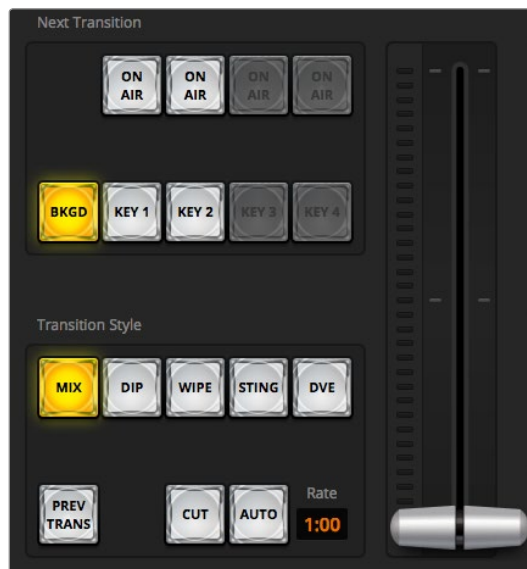 Next Transition
ON ON ON ON
AIR AIR AIR AIR
BKGD KEY 1 KEY 2 KEY 3 KEY 4
Transition Style
MIX DIP WIPE STING DVE
Rate
PREV
TRANS CUT AUTO 1:00